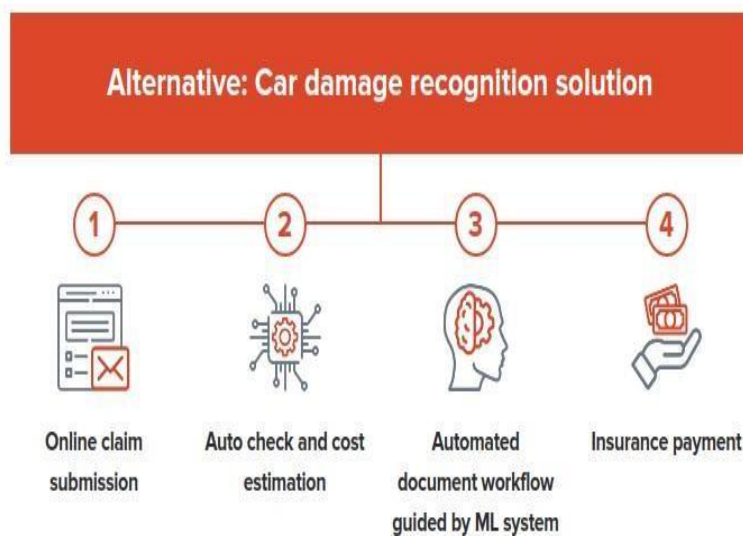 Alternative: Car damage recognition solution
1
2
3
4
Online claim
submission
Auto check and cost
estimation
Automated
document workflow
guided by ML system
Insurance payment